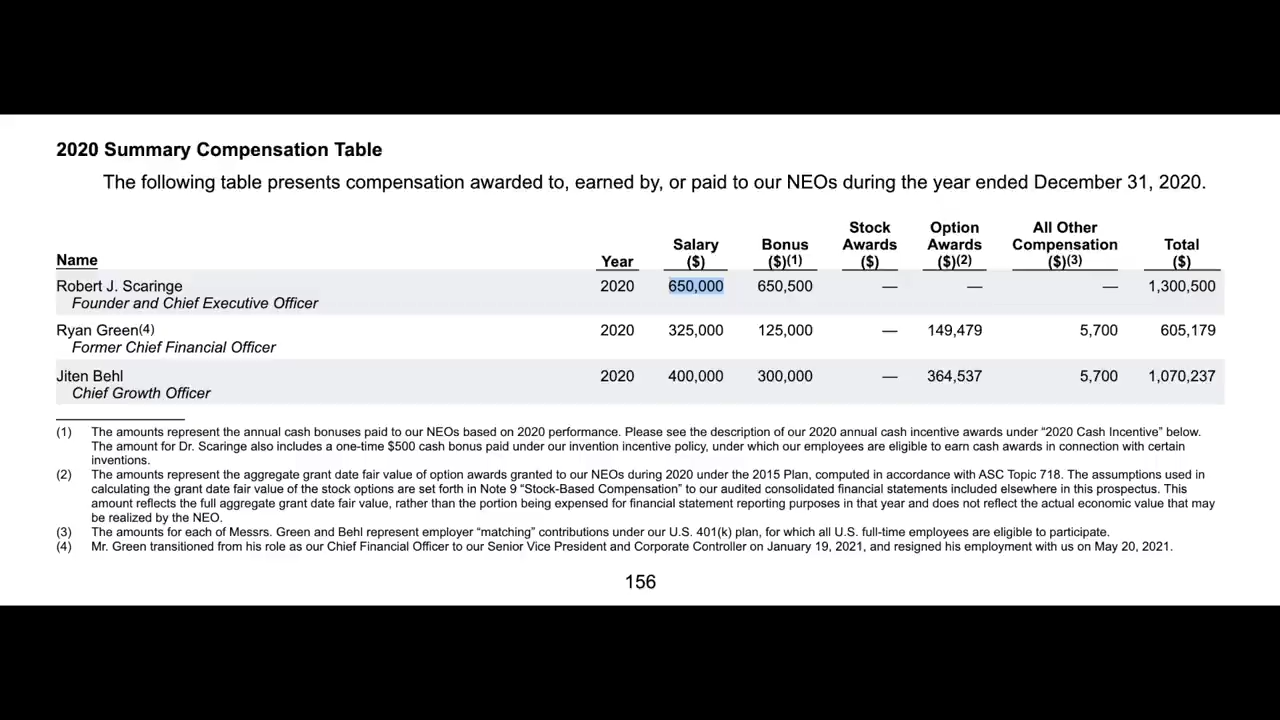 2020 Summary Compensation Table
The following table presents compensation awarded to, earned by, or paid to our NEOs during the year ended December 31, 2020.
Name Year Salary ($) Bonus ($)(1) Stock Awards ($) Option Awards ($)(2) All Other Compensation ($)(3) Total ($)
Robert J. Scaringe 2020 650,000 650,500 — — — 1,300,500
Founder and Chief Executive Officer
Ryan Green(4) 2020 325,000 125,000 — 149,479 5,700 605,179
Former Chief Financial Officer
Jiten Behl 2020 400,000 300,000 — 364,537 5,700 1,070,237
Chief Growth Officer
(1) The amounts represent the annual cash bonuses paid to our NEOs based on 2020 performance. Please see the description of our 2020 annual cash incentive awards under “2020 Cash Incentive” below.
The amount for Dr. Scaringe also includes a one-time $500 cash bonus paid under our invention incentive policy, under which our employees are eligible to earn cash awards in connection with certain
inventions.
(2) The amounts represent the aggregate grant date fair value of option awards granted to our NEOs during 2020 under the 2015 Plan, computed in accordance with ASC Topic 718. The assumptions used in
calculating the grant date fair value of the stock options are set forth in Note 9 “Stock-Based Compensation” to our audited consolidated financial statements included elsewhere in this prospectus. This
amount reflects the full aggregate grant date fair value, rather than the portion being expensed for financial statement reporting purposes in that year and does not reflect the actual economic value that may
be realized by the NEO.
(3) The amounts for each of Messrs. Green and Behl represent employer “matching” contributions under our U.S. 401(k) plan, for which all U.S. full-time employees are eligible to participate.
(4) Mr. Green transitioned from his role as our Chief Financial Officer to our Senior Vice President and Corporate Controller on January 19, 2021, and resigned his employment with us on May 20, 2021.
156